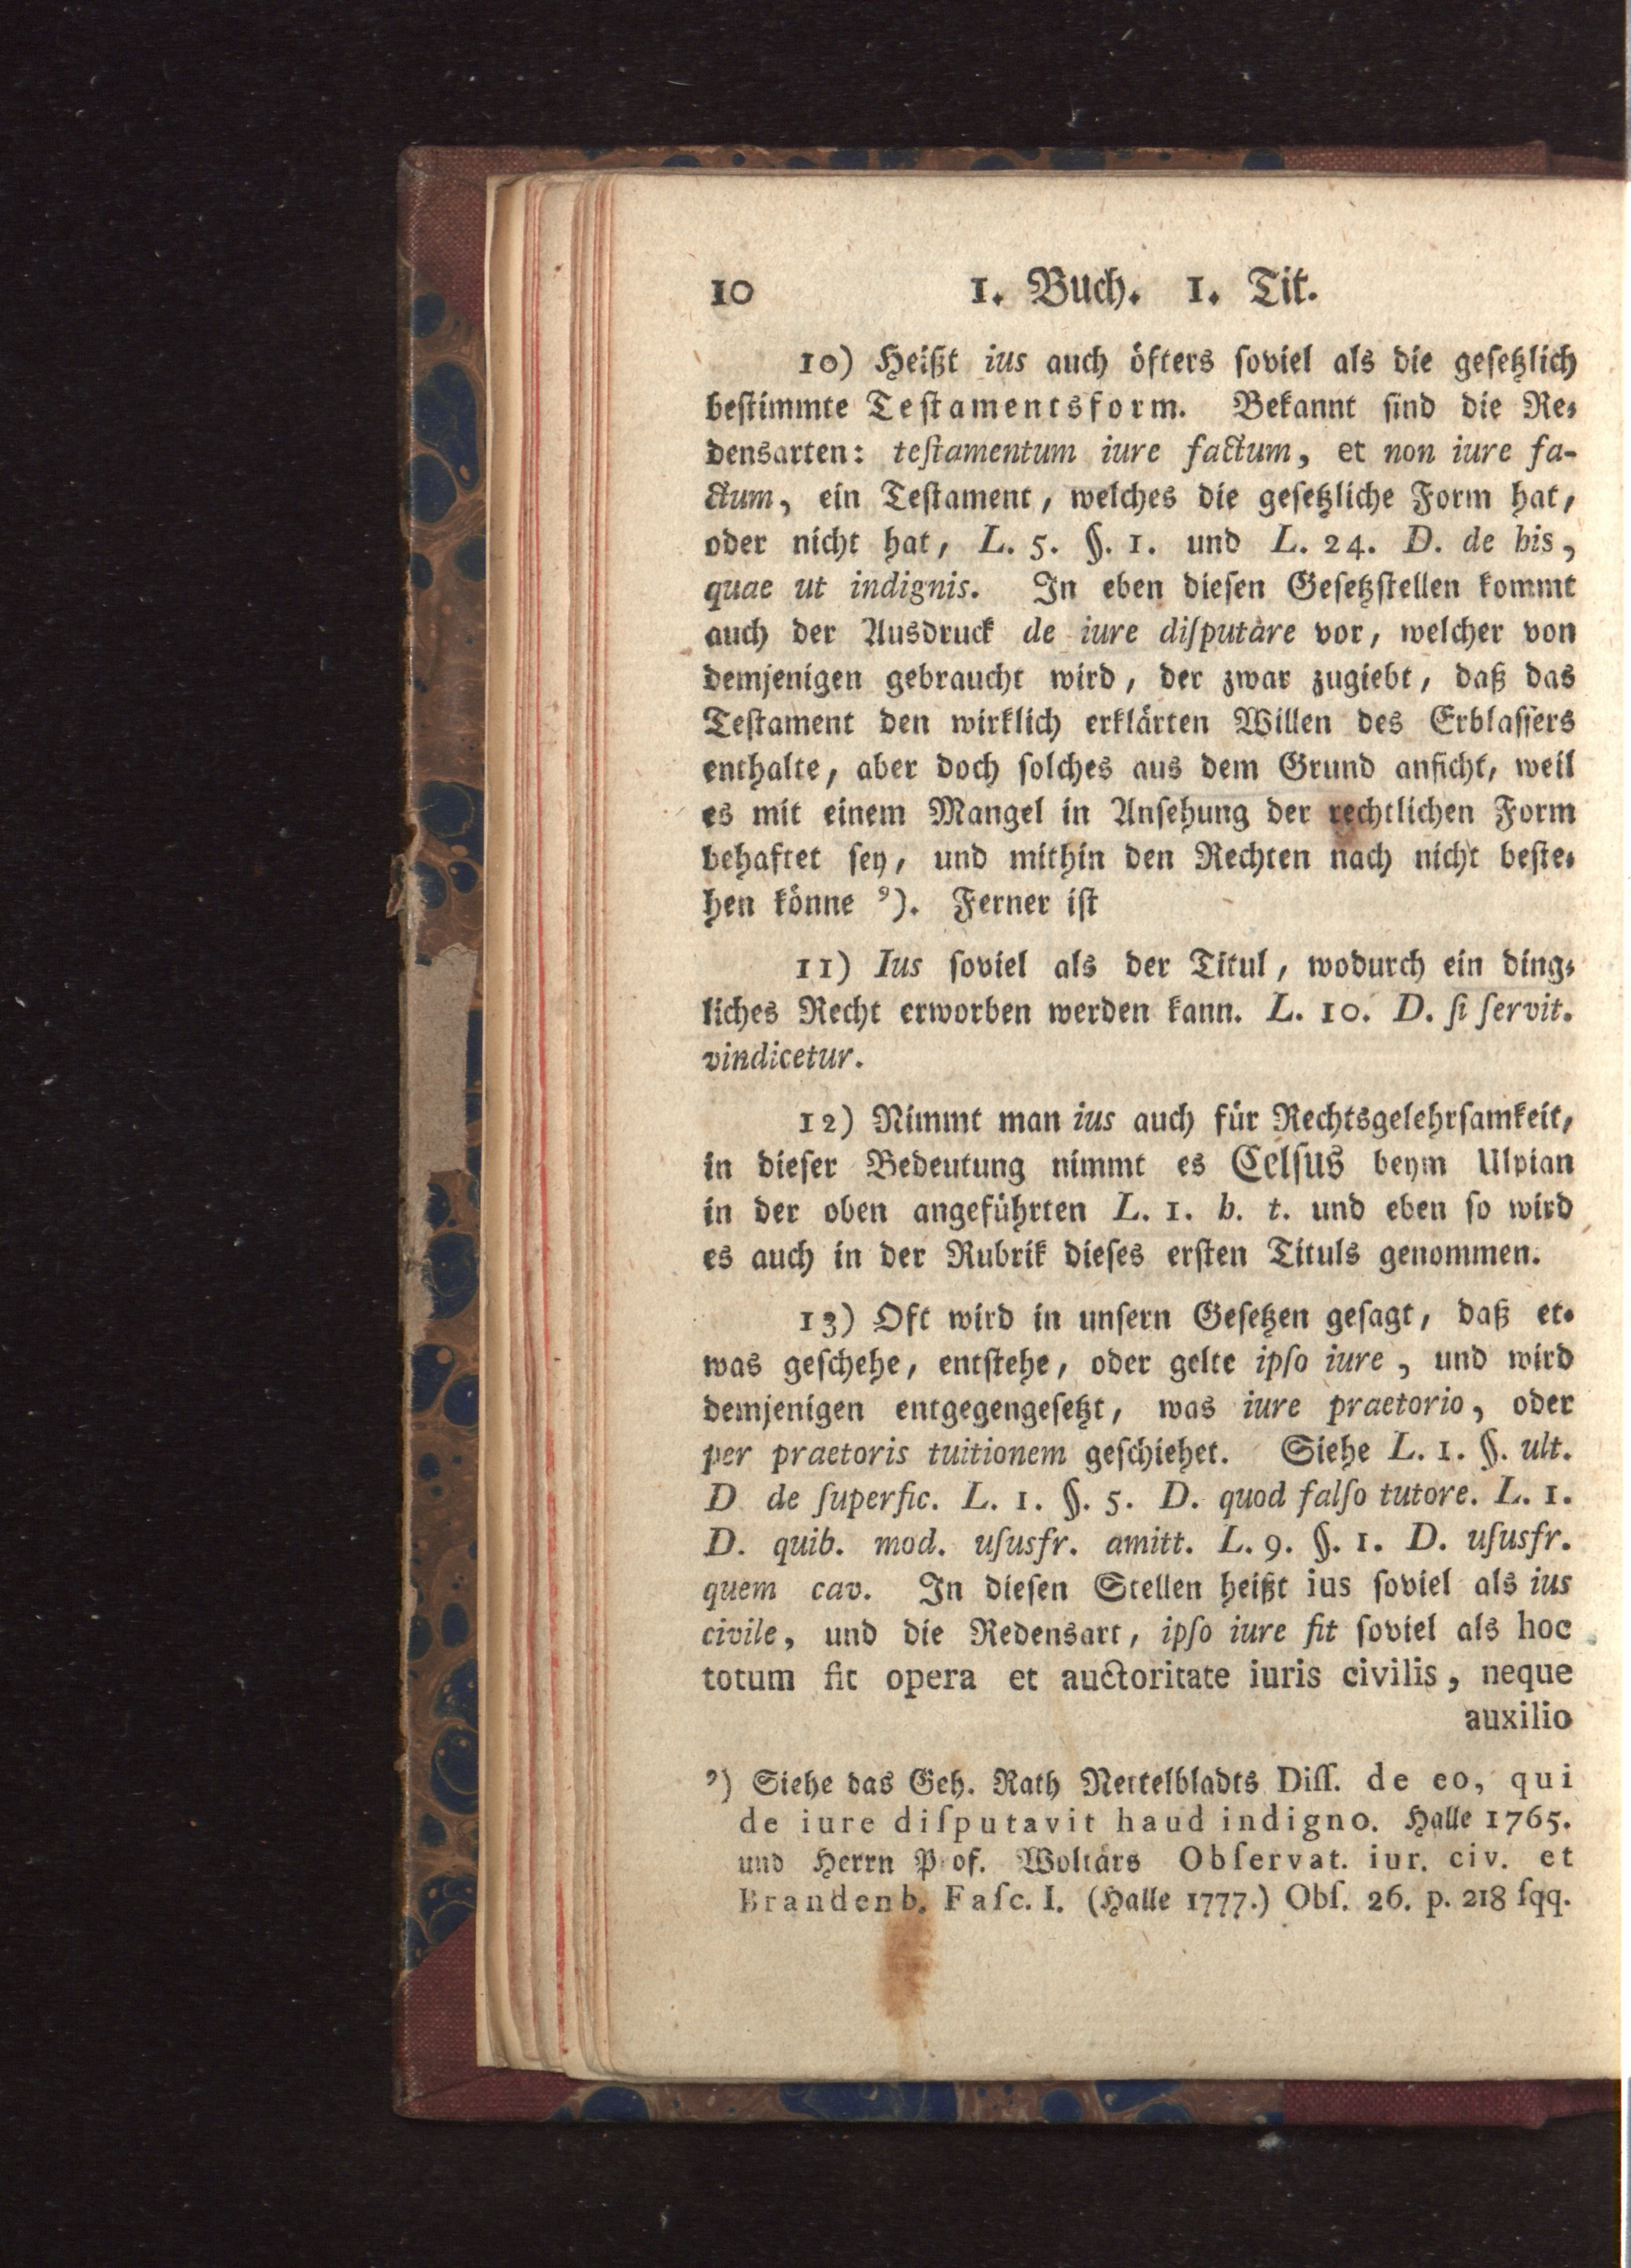 10 1. Buch. 1. Tit.
10) Heißt ius auch öfters ſoviel als die geſetzlich
beſtimmte Teſtamentsform. Bekannt ſind die Re-
densarten: teſtamentum iure factum, et non iure fa-
ctum, ein Teſtament, welches die geſetzliche Form hat,
oder nicht hat, L. 5. §. 1. und L. 24. D. de his,
quae ut indignis. In eben dieſen Geſetzſtellen kommt
auch der Ausdruck de iure diſputare vor, welcher von
demjenigen gebraucht wird, der zwar zugiebt, daß das
Teſtament den wirklich erklärten Willen des Erblaſſers
enthalte, aber doch ſolches aus dem Grund anficht, weil
es mit einem Mangel in Anſehung der rechtlichen Form
behaftet ſey, und mithin den Rechten nach nicht beſte-
hen könne ⁹). Ferner iſt
11) Ius ſoviel als der Titul, wodurch ein ding-
liches Recht erworben werden kann. L. 10. D. ſi ſervit.
vindicetur.
12) Nimmt man ius auch für Rechtsgelehrſamkeit,
in dieſer Bedeutung nimmt es Celſus beym Ulpian
in der oben angeführten L. 1. h. t. und eben ſo wird
es auch in der Rubrik dieſes erſten Tituls genommen.
13) Oft wird in unſern Geſetzen geſagt, daß et-
was geſchehe, entſtehe, oder gelte ipſo iure, und wird
demjenigen entgegengeſetzt, was iure praetorio, oder
per praetoris tuitionem geſchiehet. Siehe L. 1. §. ult.
D de ſuperfic. L. 1. §. 5. D. quod falſo tutore. L. 1.
D. quib. mod. uſusfr. amitt. L. 9. §. 1. D. uſusfr.
quem cav. In dieſen Stellen heißt ius ſoviel als ius
civile, und die Redensart, ipſo iure fit ſoviel als hoc
totum fit opera et auctoritate iuris civilis, neque
auxilio
⁹) Siehe das Geh. Rath Nettelbladts Diſſ. de eo, qui
de iure diſputavit haud indigno. Halle 1765.
und Herrn Prof. Woltärs Obſervat. iur. civ. et
Brandenb. Faſc. I. (Halle 1777.) Obſ. 26. p. 218 ſqq.